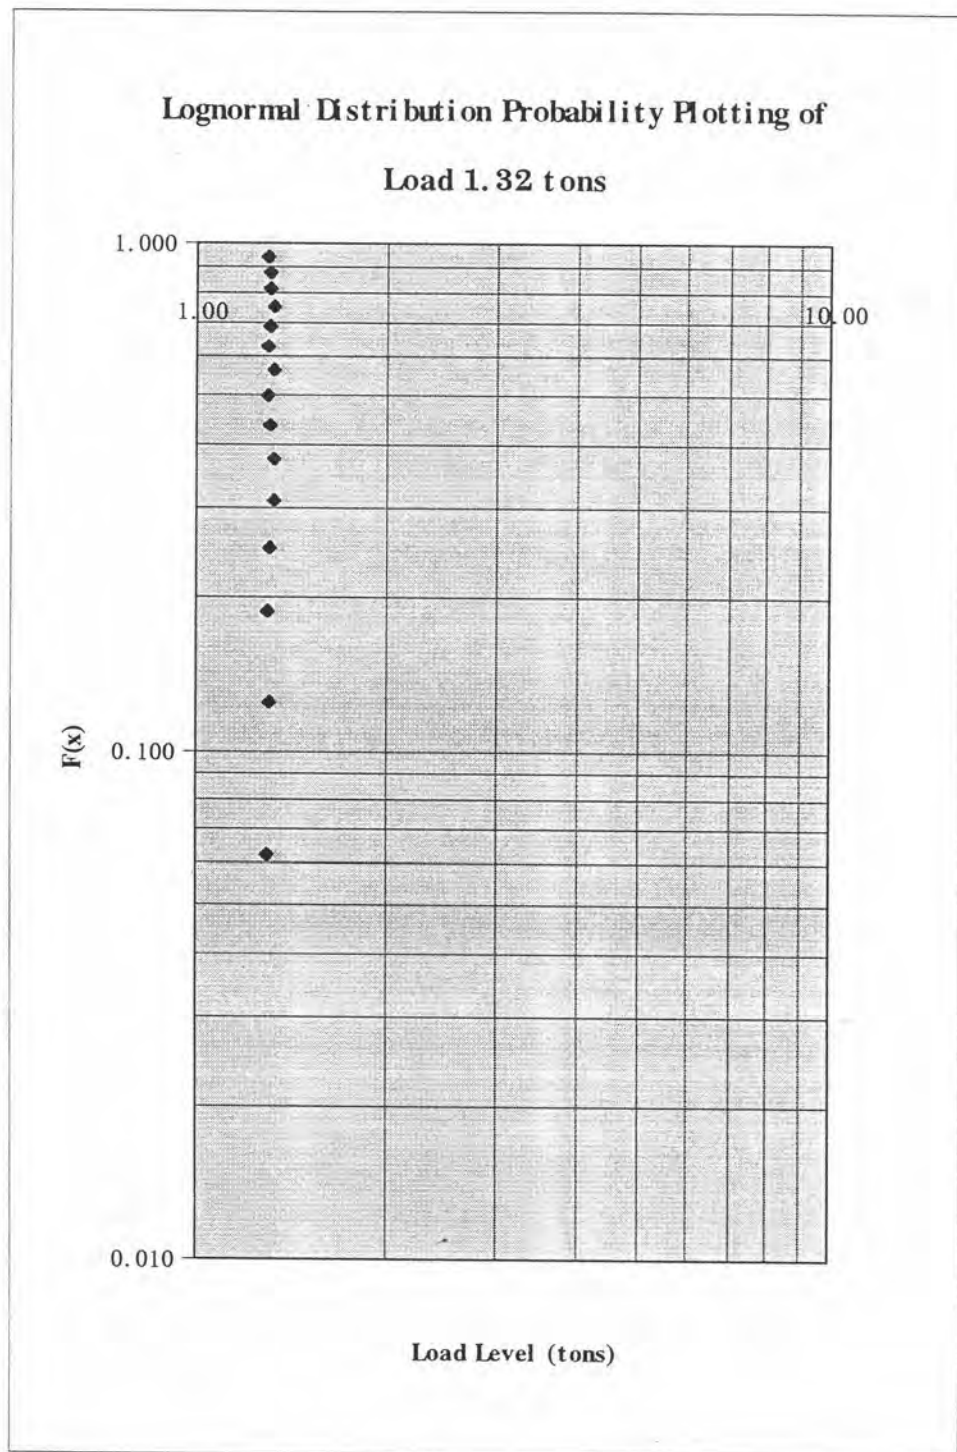 Lognormal Distribution Probability Plotting of
Load 1.32 tons
1.000
1.00
10.00
0.100
F(x)
0.010
Load Level (tons)